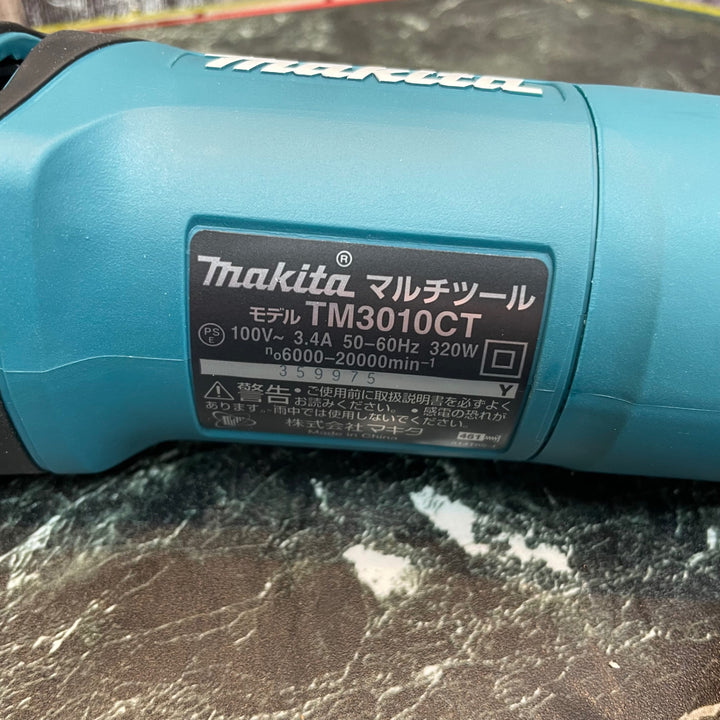 makita
makita® マルチツール
モデル TM3010CT
PS E 100V~ 3.4A 50-60Hz 320W
n₀6000-20000min⁻¹
359975 Y
警告・ご使用前に取扱説明書を必ずよく
お読みください。・感電の恐れが
あります。雨中では使用しないでください。
株式会社マキタ
Made in China